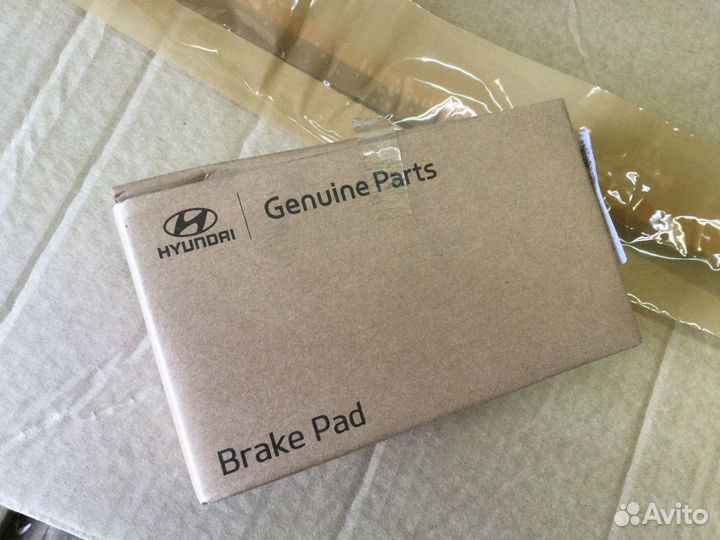 HYUNDAI
Genuine Parts
Brake Pad
Avito